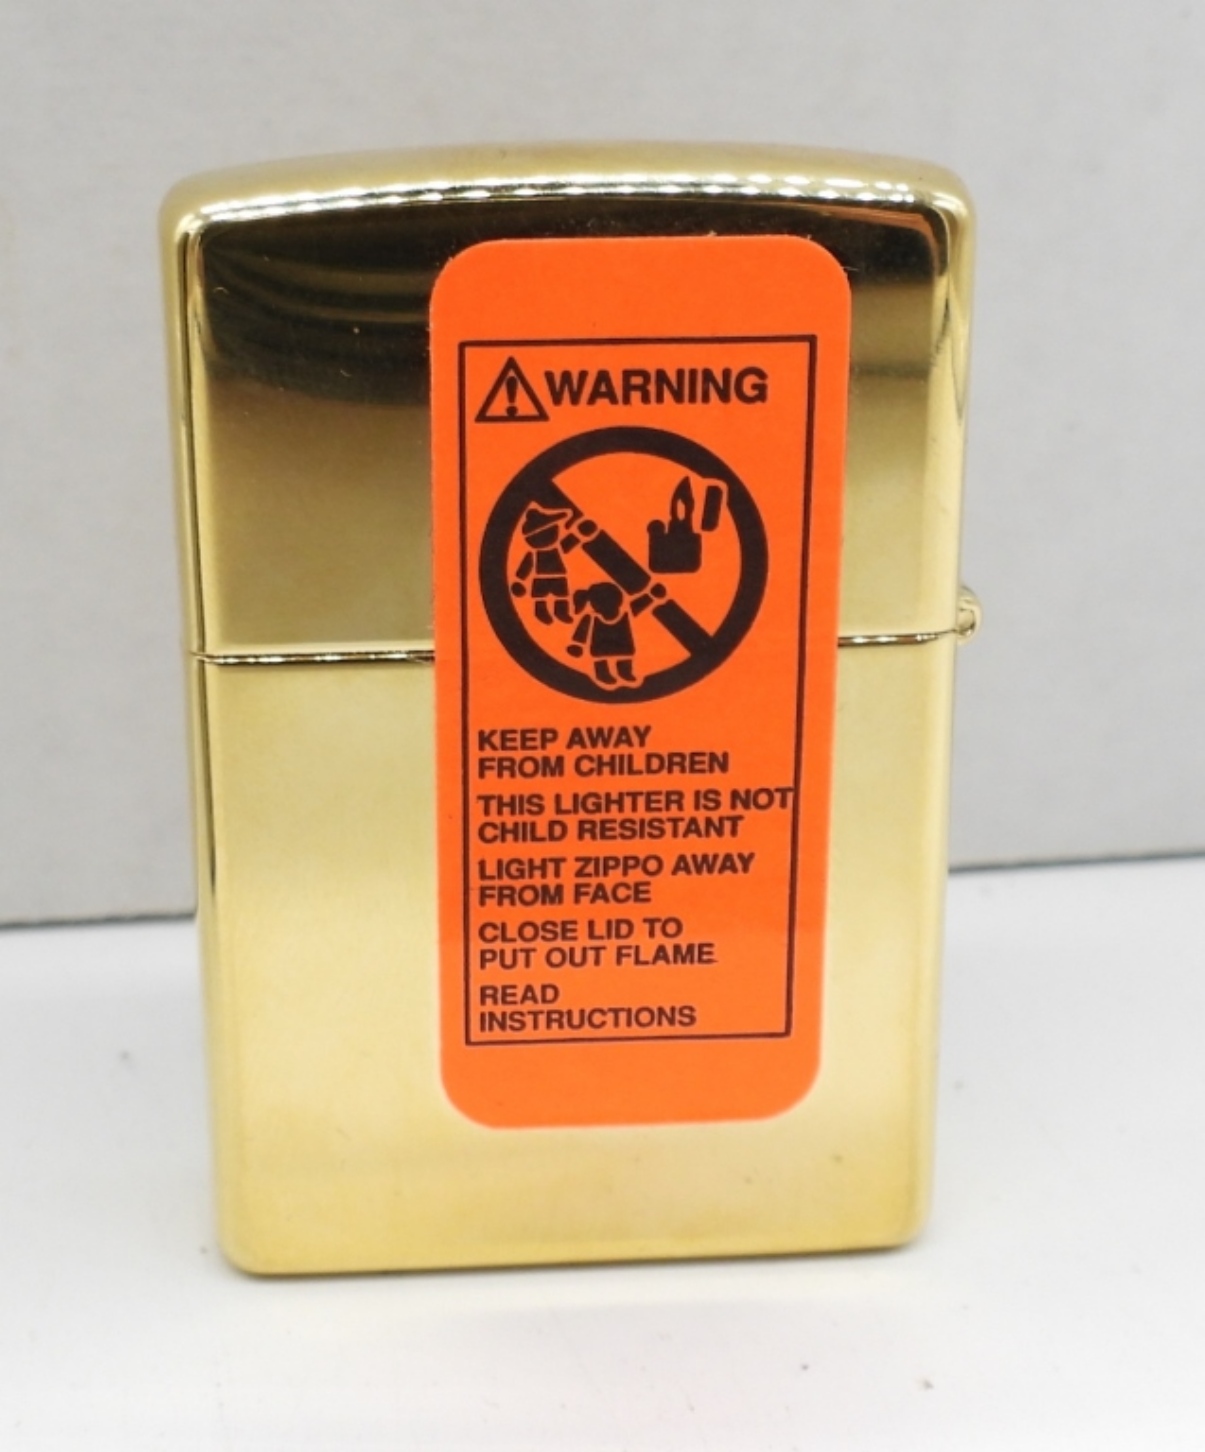 WARNING
KEEP AWAY
FROM CHILDREN
THIS LIGHTER IS NOT
CHILD RESISTANT
LIGHT ZIPPO AWAY
FROM FACE
CLOSE LID TO
PUT OUT FLAME
READ
INSTRUCTIONS